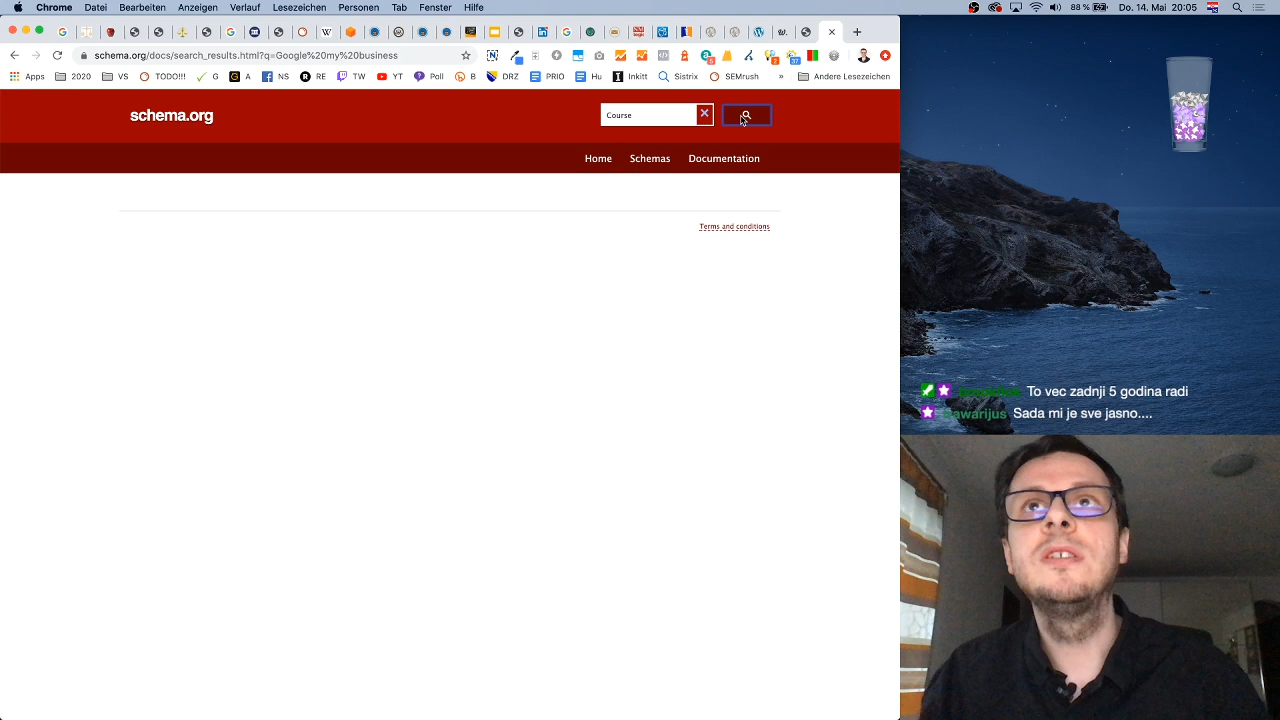 Chrome Datei Bearbeiten Anzeigen Verlauf Lesezeichen Personen Tab Fenster Hilfe 88 % Do. 14. Mai 20:05
schema.org/docs/search_results.html?q=Google%20my%20business
Apps 2020 VS TODO!!! G A NS RE TW YT Poll B DRZ PRIO Hu Inkitt Sistrix SEMrush » Andere Lesezeichen
schema.org
Course
Home Schemas Documentation
Terms and conditions
To vec zadnji 5 godina radi
Sada mi je sve jasno....